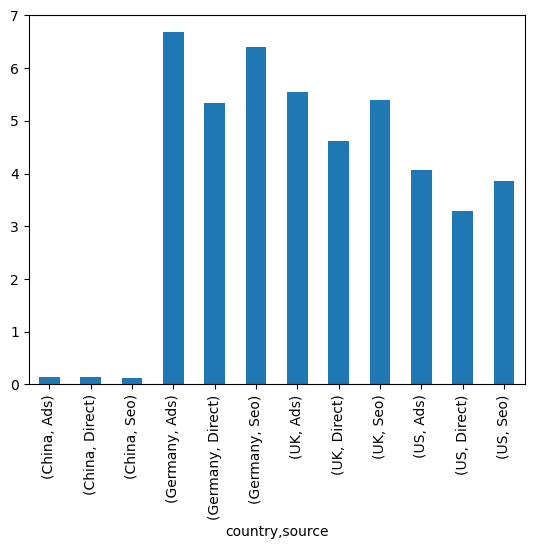 7
6
5
4
3
2
1
0
(China, Ads)
(China, Direct)
(China, Seo)
(Germany, Ads)
(Germany, Direct)
(Germany, Seo)
(UK, Ads)
(UK, Direct)
(UK, Seo)
(US, Ads)
(US, Direct)
(US, Seo)
country,source